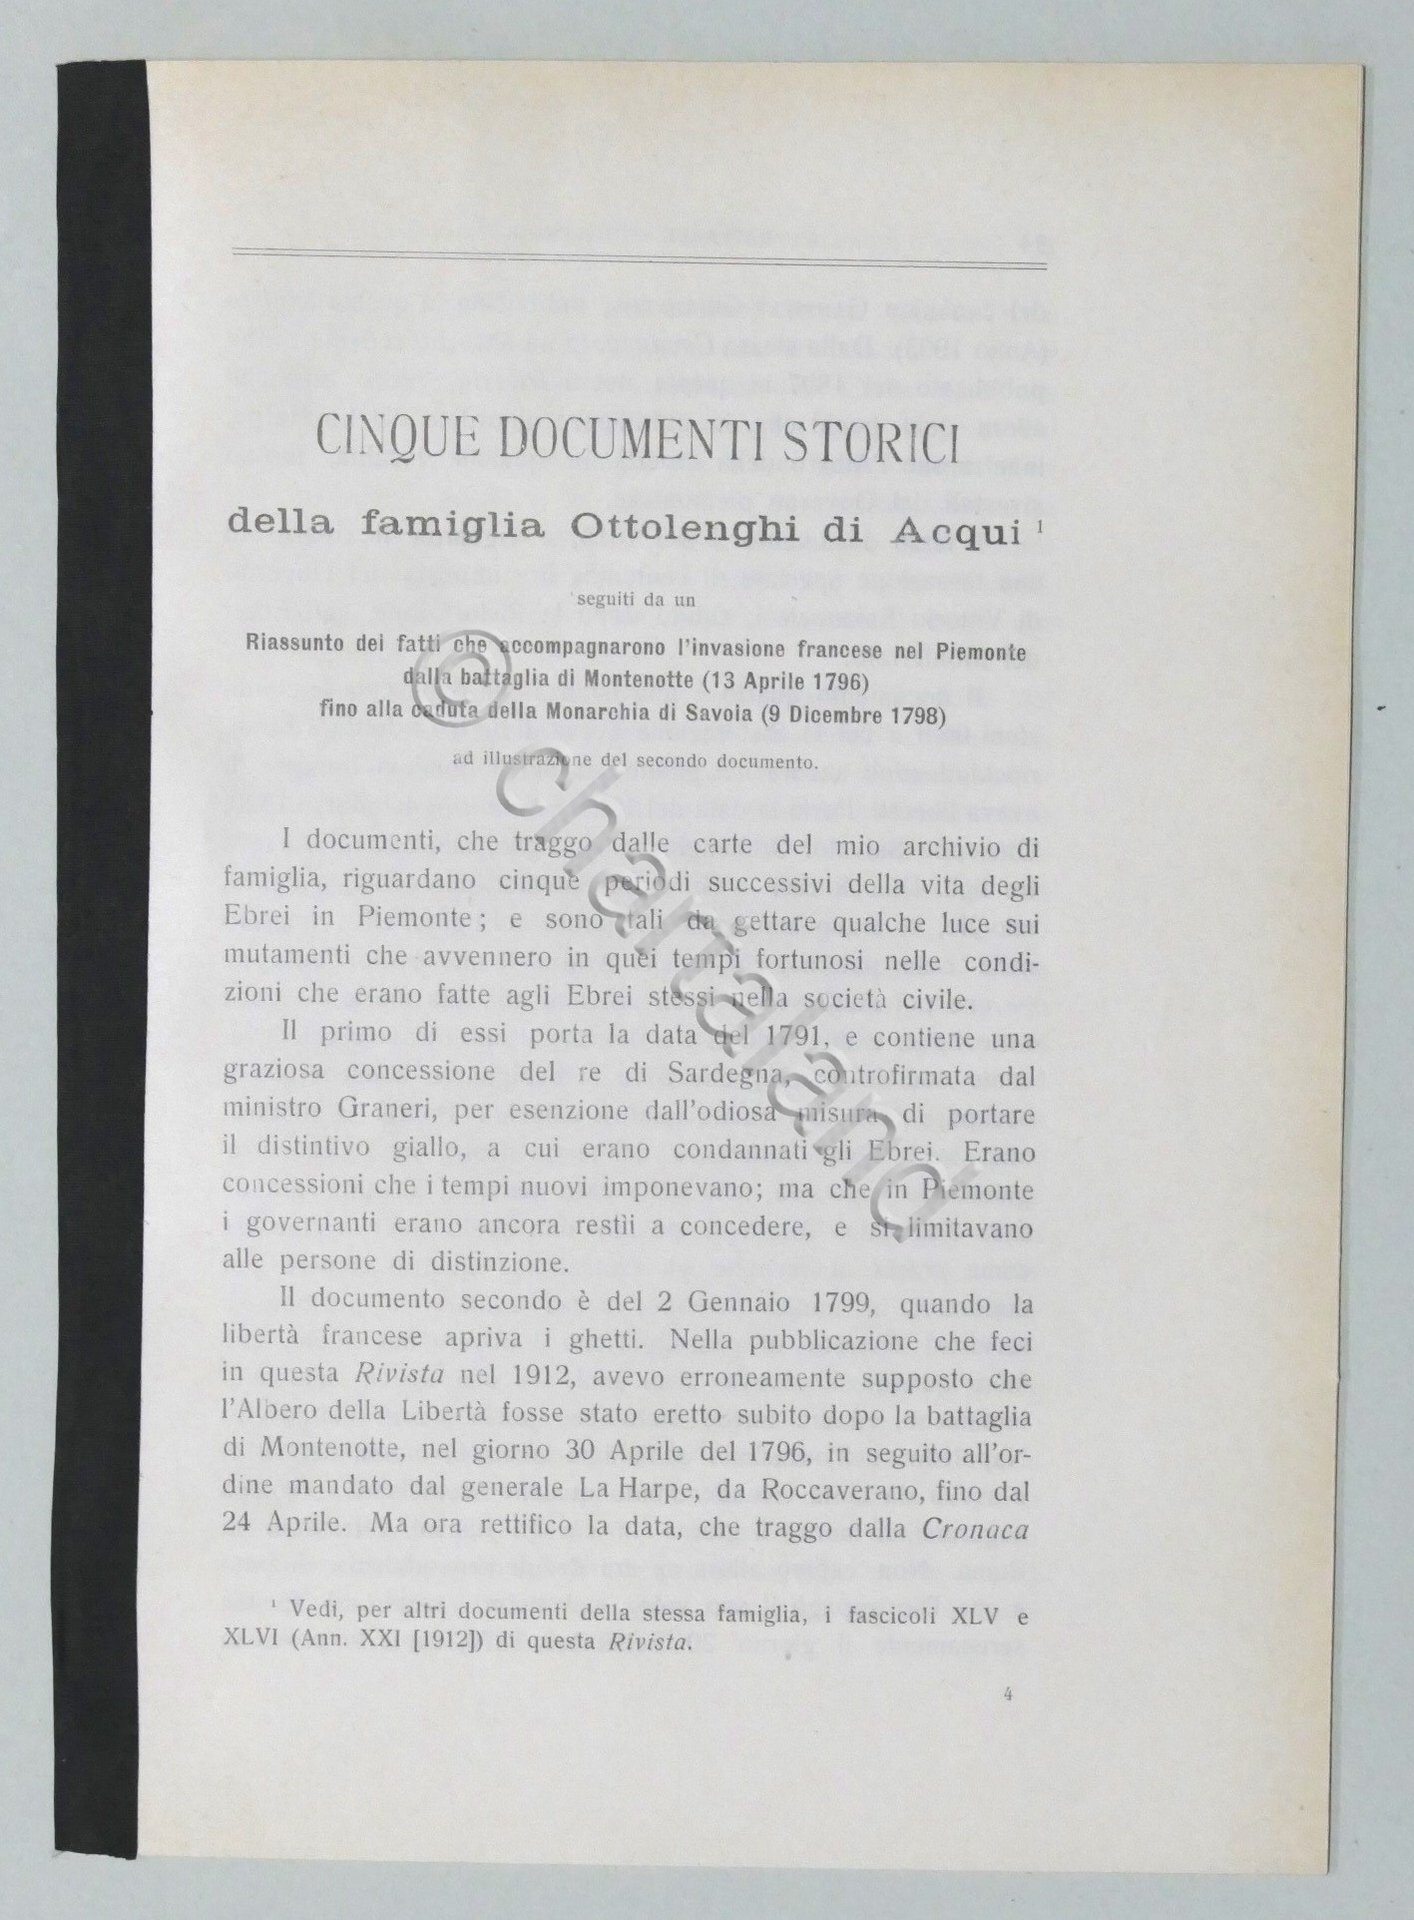 CINQUE DOCUMENTI STORICI
della famiglia Ottolenghi di Acqui ¹
seguiti da un
Riassunto dei fatti che accompagnarono l'invasione francese nel Piemonte
dalla battaglia di Montenotte (13 Aprile 1796)
fino alla caduta della Monarchia di Savoia (9 Dicembre 1798)
ad illustrazione del secondo documento.
I documenti, che traggo dalle carte del mio archivio di
famiglia, riguardano cinque periodi successivi della vita degli
Ebrei in Piemonte; e sono tali da gettare qualche luce sui
mutamenti che avvennero in quei tempi fortunosi nelle condi-
zioni che erano fatte agli Ebrei stessi nella società civile.
Il primo di essi porta la data del 1791, e contiene una
graziosa concessione del re di Sardegna, controfirmata dal
ministro Graneri, per esenzione dall'odiosa misura di portare
il distintivo giallo, a cui erano condannati gli Ebrei. Erano
concessioni che i tempi nuovi imponevano; ma che in Piemonte
i governanti erano ancora restii a concedere, e si limitavano
alle persone di distinzione.
Il documento secondo è del 2 Gennaio 1799, quando la
libertà francese apriva i ghetti. Nella pubblicazione che feci
in questa Rivista nel 1912, avevo erroneamente supposto che
l'Albero della Libertà fosse stato eretto subito dopo la battaglia
di Montenotte, nel giorno 30 Aprile del 1796, in seguito all'or-
dine mandato dal generale La Harpe, da Roccaverano, fino dal
24 Aprile. Ma ora rettifico la data, che traggo dalla Cronaca
¹ Vedi, per altri documenti della stessa famiglia, i fascicoli XLV e
XLVI (Ann. XXI [1912]) di questa Rivista.
4
© chartaland